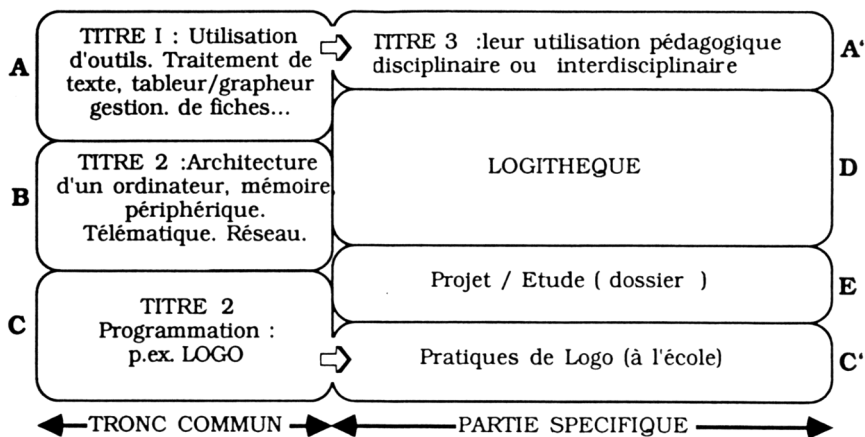 A
TITRE I : Utilisation
d'outils. Traitement de
texte, tableur/grapheur
gestion. de fiches...
TITRE 3 :leur utilisation pédagogique
disciplinaire ou interdisciplinaire
A'
B
TITRE 2 :Architecture
d'un ordinateur, mémoire,
périphérique.
Télématique. Réseau.
LOGITHEQUE
D
Projet / Etude ( dossier )
E
C
TITRE 2
Programmation :
p.ex. LOGO
Pratiques de Logo (à l'école)
C'
TRONC COMMUN
PARTIE SPECIFIQUE